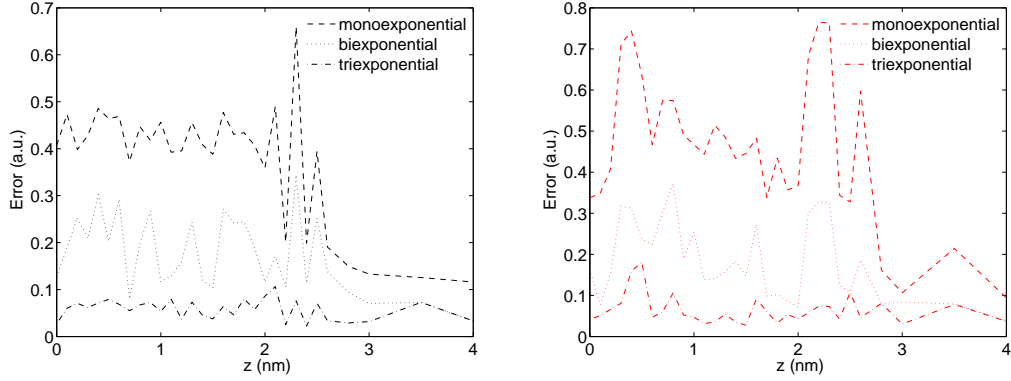 0.7
0.6
0.5
0.4
0.3
0.2
0.1
0
0 1 2 3 4
z (nm)
Error (a.u.)
monoexponential
biexponential
triexponential
0.8
0.7
0.6
0.5
0.4
0.3
0.2
0.1
0
0 1 2 3 4
z (nm)
Error (a.u.)
monoexponential
biexponential
triexponential